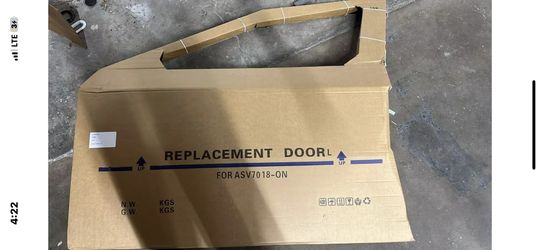 REPLACEMENT DOOR L
UP UP
FOR ASV7018-ON
N.W KGS
G.W KGS
LTE
4:22